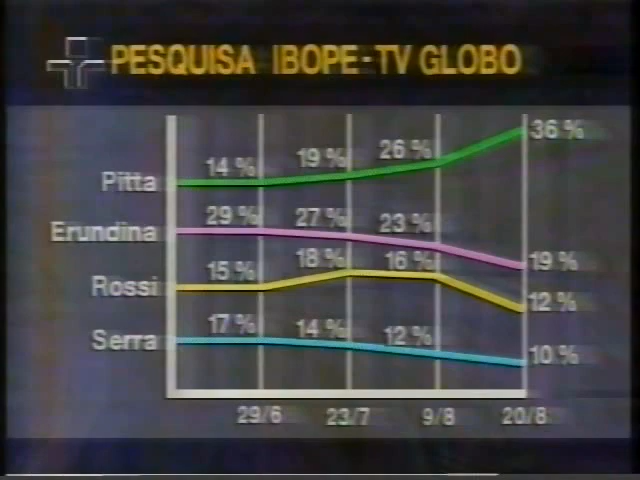 PESQUISA IBOPE-TV GLOBO
Pitta 14 % 19 % 26 % 36 %
Erundina 29 % 27 % 23 % 19 %
Rossi 15 % 18 % 16 % 12 %
Serra 17 % 14 % 12 % 10 %
29/6 23/7 9/8 20/8